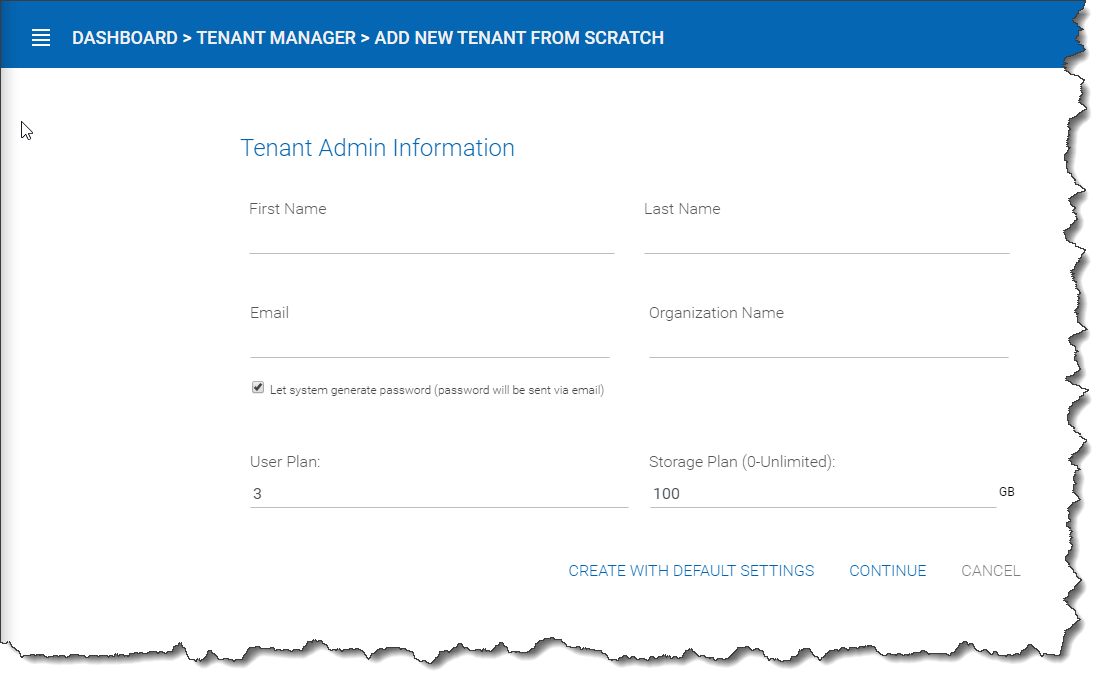 DASHBOARD > TENANT MANAGER > ADD NEW TENANT FROM SCRATCH
Tenant Admin Information
First Name
Last Name
Email
Organization Name
Let system generate password (password will be sent via email)
User Plan:
Storage Plan (0-Unlimited):
3
100
GB
CREATE WITH DEFAULT SETTINGS
CONTINUE
CANCEL